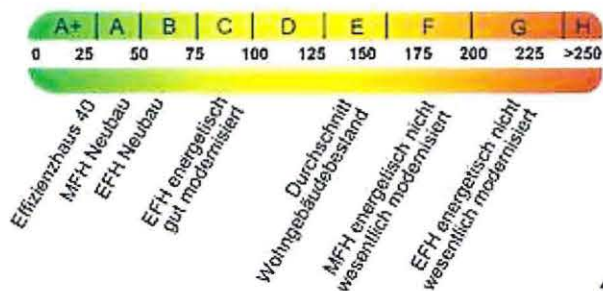 A+ A B C D E F G H
0 25 50 75 100 125 150 175 200 225 >250
Effizienzhaus 40
MFH Neubau
EFH Neubau
EFH energetisch
gut modernisiert
Durchschnitt
Wohngebäudebestand
MFH energetisch nicht
wesentlich modernisiert
EFH energetisch nicht
wesentlich modernisiert